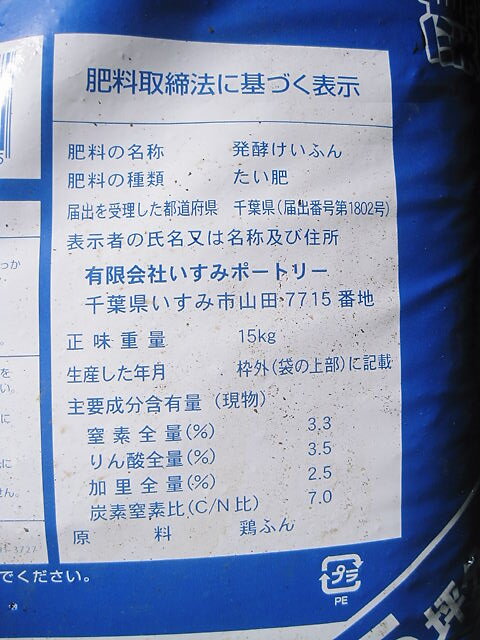 肥料取締法に基づく表示
肥料の名称 発酵けいふん
肥料の種類 たい肥
届出を受理した都道府県 千葉県(届出番号第1802号)
表示者の氏名又は名称及び住所
有限会社いすみポートリー
千葉県いすみ市山田7715番地
正味重量 15kg
生産した年月 枠外(袋の上部)に記載
主要成分含有量(現物)
窒素全量(%) 3.3
りん酸全量(%) 3.5
加里全量(%) 2.5
炭素窒素比(C/N比) 7.0
原料 鶏ふん
プラ
PE
でください。
3727
坪